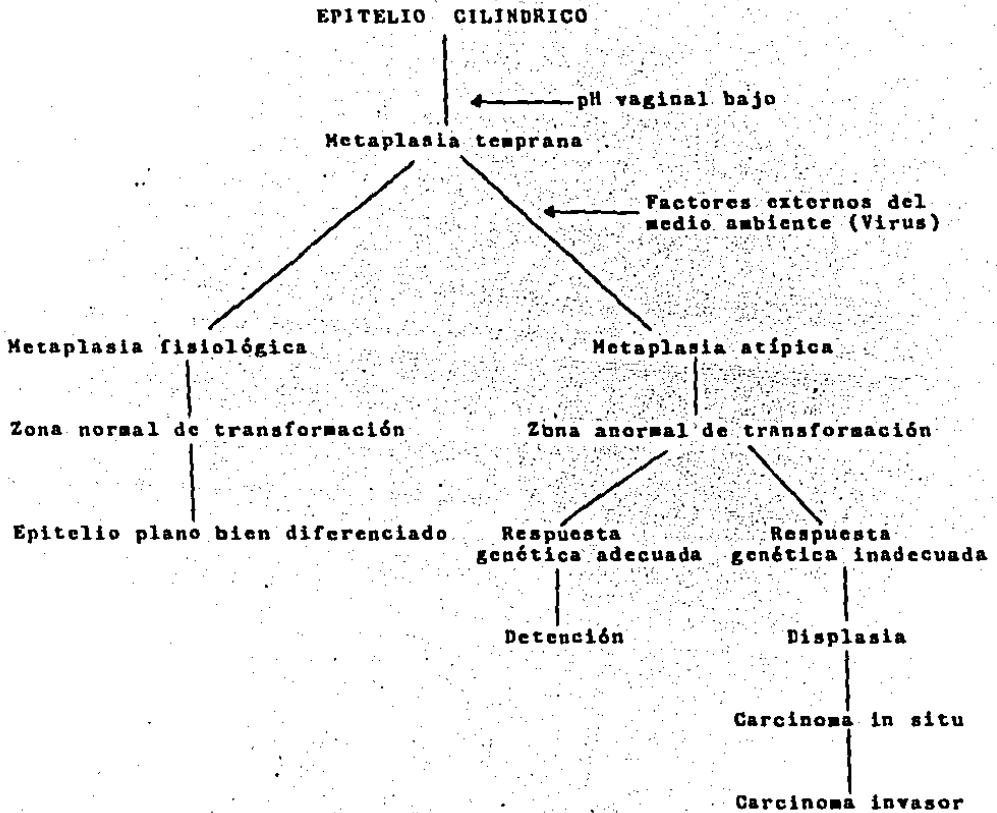 EPITELIO CILINDRICO
pH vaginal bajo
Metaplasia temprana
Factores externos del
medio ambiente (Virus)
Metaplasia fisiológica
Metaplasia atípica
Zona normal de transformación
Zona anormal de transformación
Epitelio plano bien diferenciado
Respuesta
genética adecuada
Respuesta
genética inadecuada
Detención
Displasia
Carcinoma in situ
Carcinoma invasor